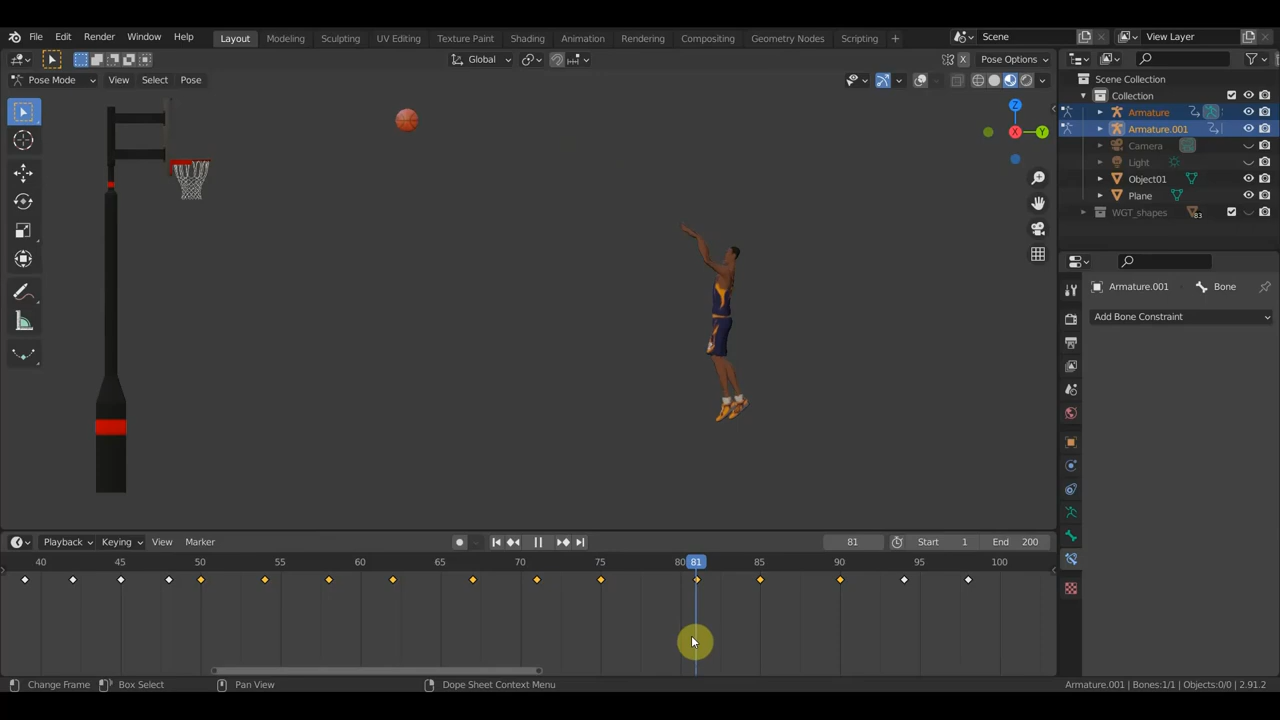 File Edit Render Window Help Layout Modeling Sculpting UV Editing Texture Paint Shading Animation Rendering Compositing Geometry Nodes Scripting + Scene View Layer
Global Pose Options
Pose Mode View Select Pose
Scene Collection
Collection
Armature
Armature.001
Camera
Light
Object01
Plane
WGT_shapes 83
Z
X Y
Armature.001 Bone
Add Bone Constraint
Playback Keying View Marker 81 Start 1 End 200
40 45 50 55 60 65 70 75 80 81 85 90 95 100
Change Frame Box Select Pan View Dope Sheet Context Menu Armature.001 | Bones:1/1 | Objects:0/0 | 2.91.2